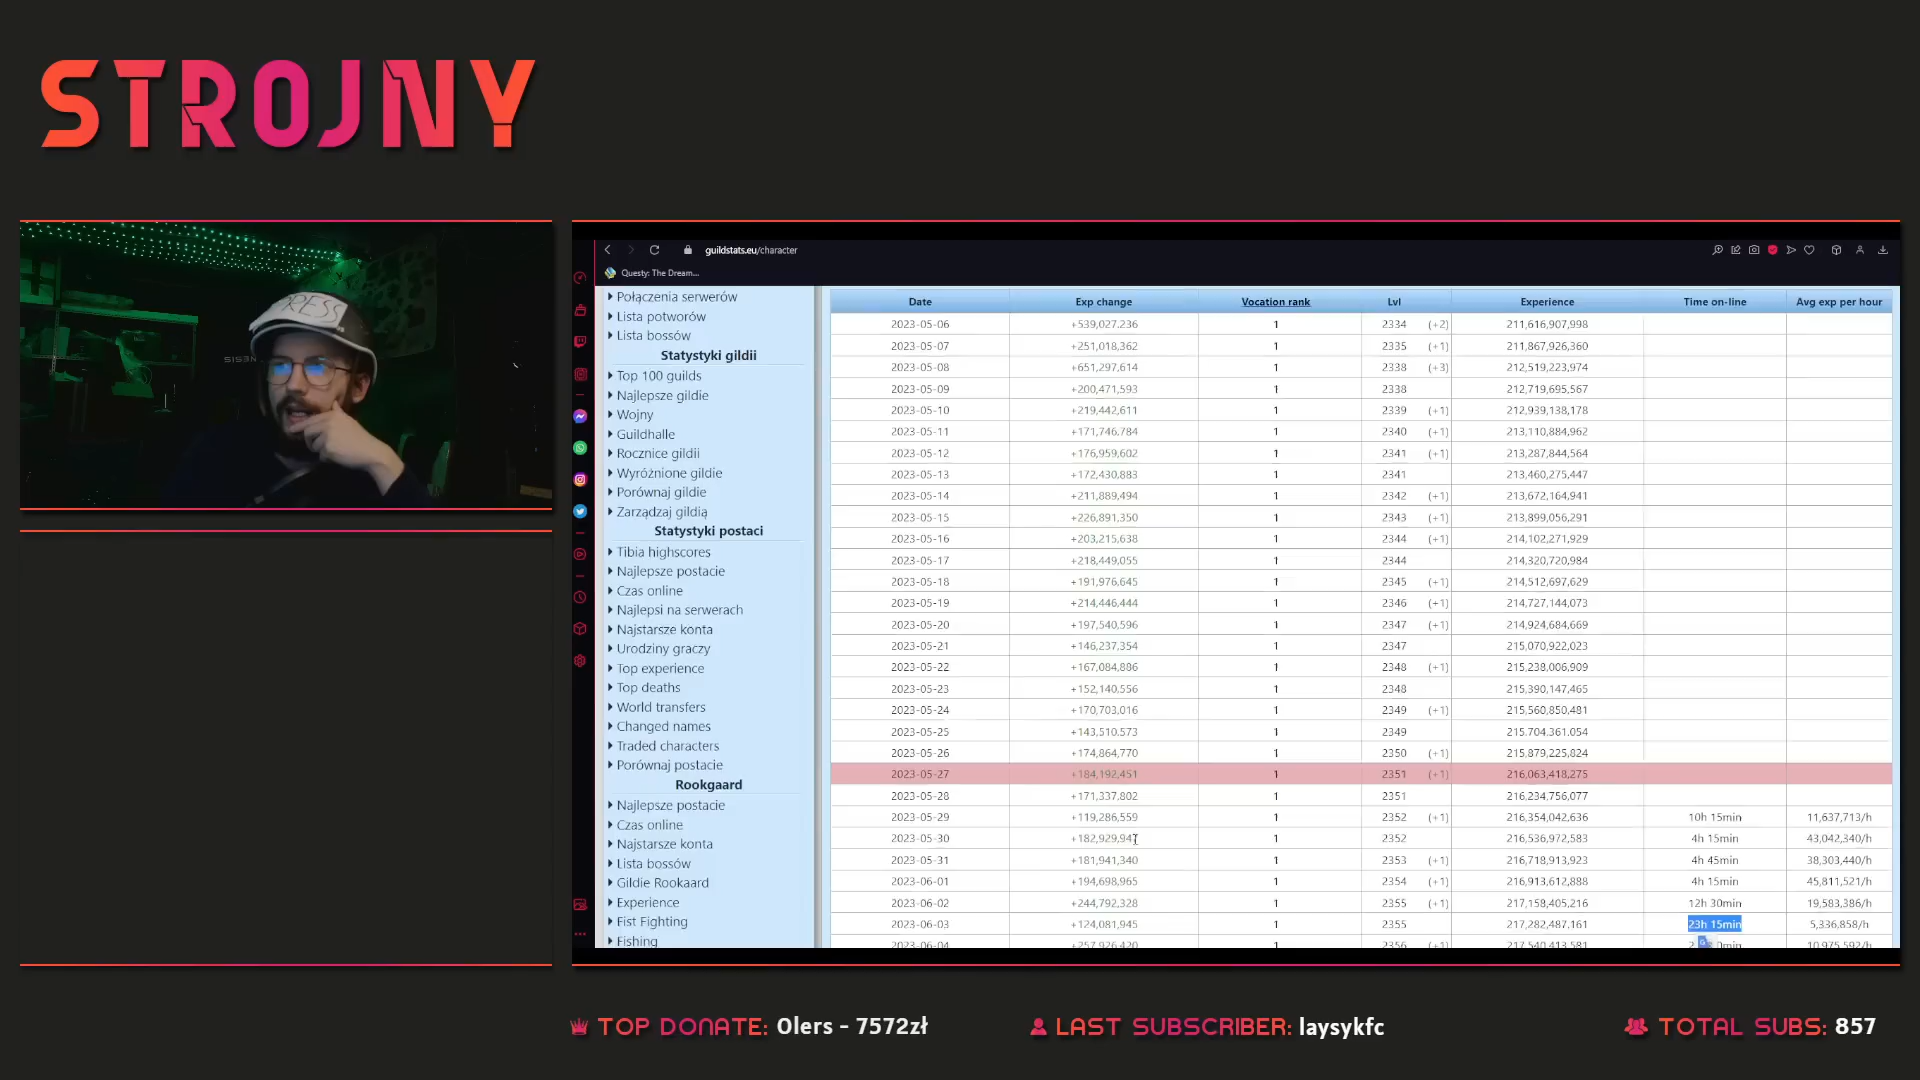 STROJNY
PRESS
guildstats.eu/character
Questy: The Dream...
Połączenia serwerów
Lista potworów
Lista bossów
Statystyki gildii
Top 100 guilds
Najlepsze gildie
Wojny
Guildhalle
Rocznice gildii
Wyróżnione gildie
Porównaj gildie
Zarządzaj gildią
Statystyki postaci
Tibia highscores
Najlepsze postacie
Czas online
Najlepsi na serwerach
Najstarsze konta
Urodziny graczy
Top experience
Top deaths
World transfers
Changed names
Traded characters
Porównaj postacie
Rookgaard
Najlepsze postacie
Czas online
Najstarsze konta
Lista bossów
Gildie Rookaard
Experience
Fist Fighting
Fishing
Date Exp change Vocation rank Lvl Experience Time on-line Avg exp per hour
2023-05-06 +539,027,236 1 2334 (+2) 211,616,907,998
2023-05-07 +251,018,362 1 2335 (+1) 211,867,926,360
2023-05-08 +651,297,614 1 2338 (+3) 212,519,223,974
2023-05-09 +200,471,593 1 2338 212,719,695,567
2023-05-10 +219,442,611 1 2339 (+1) 212,939,138,178
2023-05-11 +171,746,784 1 2340 (+1) 213,110,884,962
2023-05-12 +176,959,602 1 2341 (+1) 213,287,844,564
2023-05-13 +172,430,883 1 2341 213,460,275,447
2023-05-14 +211,889,494 1 2342 (+1) 213,672,164,941
2023-05-15 +226,891,350 1 2343 (+1) 213,899,056,291
2023-05-16 +203,215,638 1 2344 (+1) 214,102,271,929
2023-05-17 +218,449,055 1 2344 214,320,720,984
2023-05-18 +191,976,645 1 2345 (+1) 214,512,697,629
2023-05-19 +214,446,444 1 2346 (+1) 214,727,144,073
2023-05-20 +197,540,596 1 2347 (+1) 214,924,684,669
2023-05-21 +146,237,354 1 2347 215,070,922,023
2023-05-22 +167,084,886 1 2348 (+1) 215,238,006,909
2023-05-23 +152,140,556 1 2348 215,390,147,465
2023-05-24 +170,703,016 1 2349 (+1) 215,560,850,481
2023-05-25 +143,510,573 1 2349 215,704,361,054
2023-05-26 +174,864,770 1 2350 (+1) 215,879,225,824
2023-05-27 +184,192,451 1 2351 (+1) 216,063,418,275
2023-05-28 +171,337,802 1 2351 216,234,756,077
2023-05-29 +119,286,559 1 2352 (+1) 216,354,042,636 10h 15min 11,637,713/h
2023-05-30 1 2352 216,536,972,583 4h 15min 43,042,340/h
2023-05-31 +181,941,340 1 2353 (+1) 216,718,913,923 4h 45min 38,303,440/h
2023-06-01 +194,698,965 1 2354 (+1) 216,913,612,888 4h 15min 45,811,521/h
2023-06-02 +244,792,328 1 2355 (+1) 217,158,405,216 12h 30min 19,583,386/h
2023-06-03 +124,081,945 1 2355 217,282,487,161 23h 15min 5,336,858/h
2023-06-04 +257,926,420 1 2356 (+1) 217,540,413,581 10,975,592/h
TOP DONATE: Olers - 7572zł
LAST SUBSCRIBER: laysykfc
TOTAL SUBS: 857